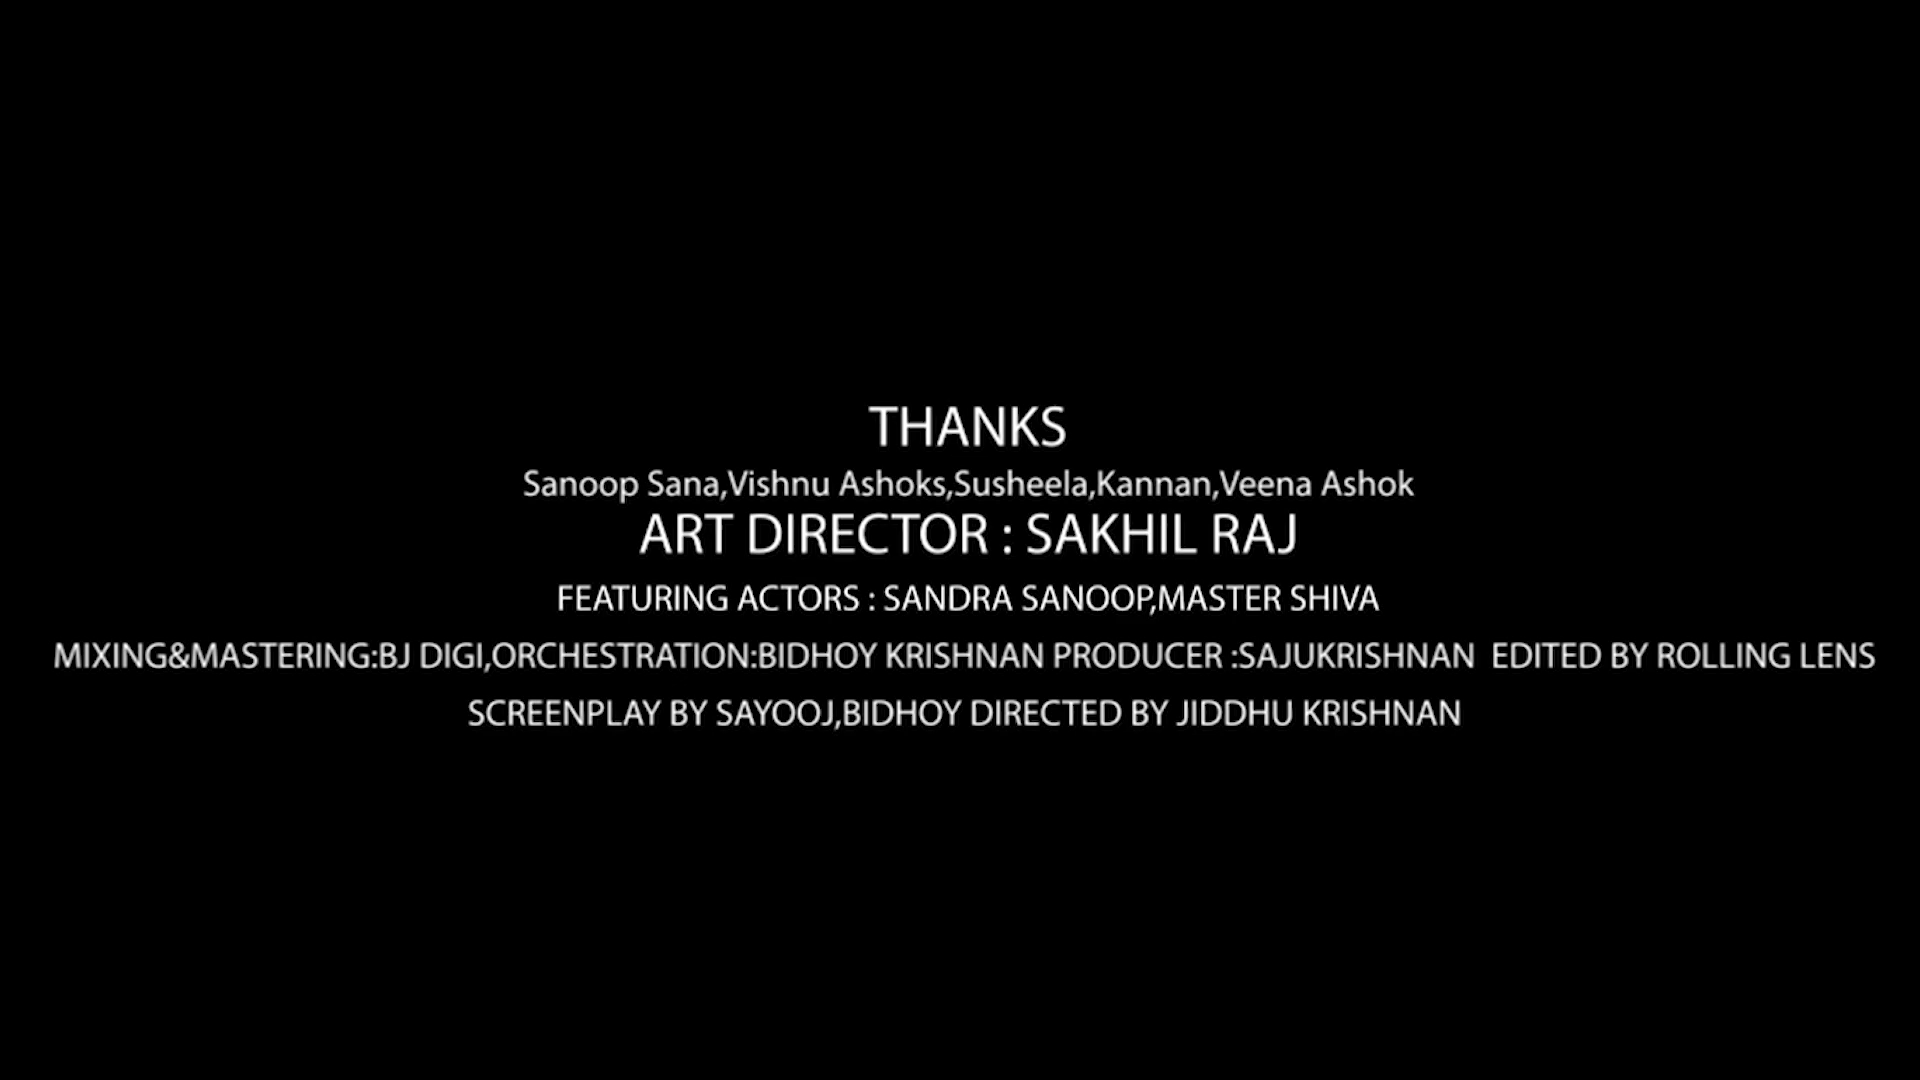 THANKS
Sanoop Sana,Vishnu Ashoks,Susheela,Kannan,Veena Ashok
ART DIRECTOR : SAKHIL RAJ
FEATURING ACTORS : SANDRA SANOOP,MASTER SHIVA
MIXING&MASTERING:BJ DIGI,ORCHESTRATION:BIDHOY KRISHNAN PRODUCER :SAJUKRISHNAN  EDITED BY ROLLING LENS
SCREENPLAY BY SAYOOJ,BIDHOY DIRECTED BY JIDDHU KRISHNAN